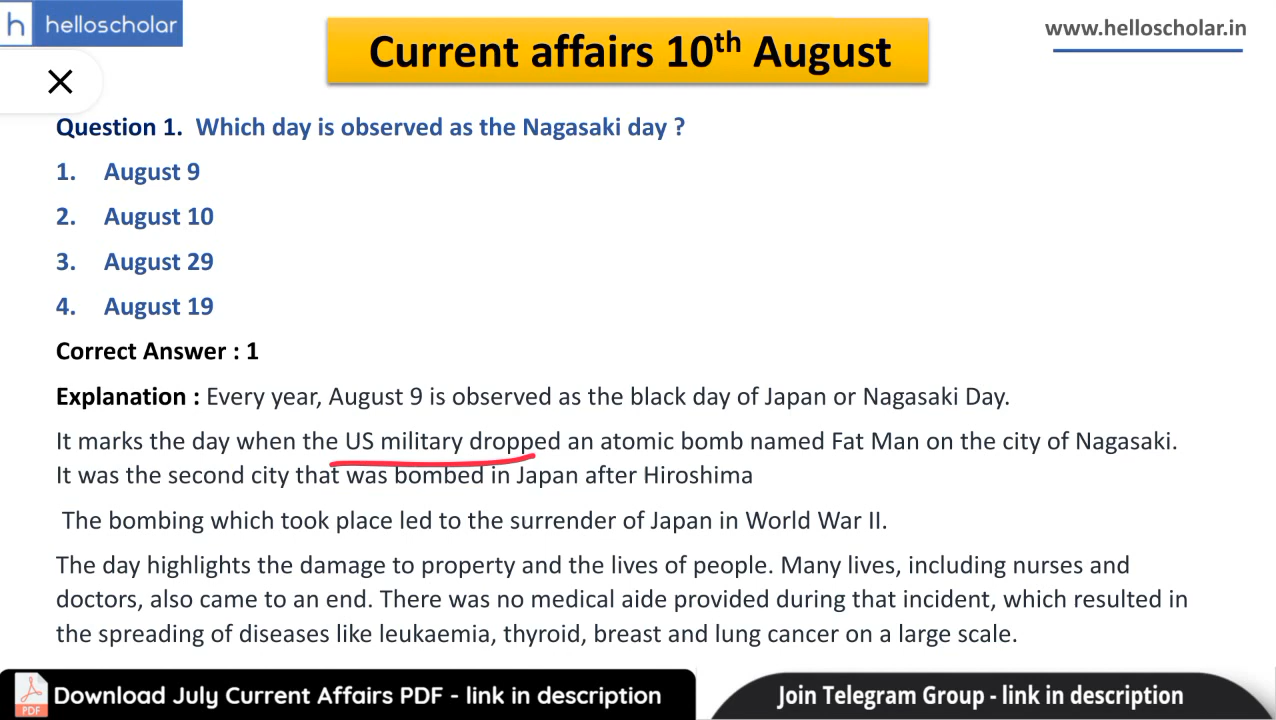 h helloscholar
www.helloscholar.in
Current affairs 10th August
Question 1. Which day is observed as the Nagasaki day ?
1. August 9
2. August 10
3. August 29
4. August 19
Correct Answer : 1
Explanation : Every year, August 9 is observed as the black day of Japan or Nagasaki Day.
It marks the day when the US military dropped an atomic bomb named Fat Man on the city of Nagasaki.
It was the second city that was bombed in Japan after Hiroshima
The bombing which took place led to the surrender of Japan in World War II.
The day highlights the damage to property and the lives of people. Many lives, including nurses and
doctors, also came to an end. There was no medical aide provided during that incident, which resulted in
the spreading of diseases like leukaemia, thyroid, breast and lung cancer on a large scale.
PDF
Download July Current Affairs PDF - link in description
Join Telegram Group - link in description